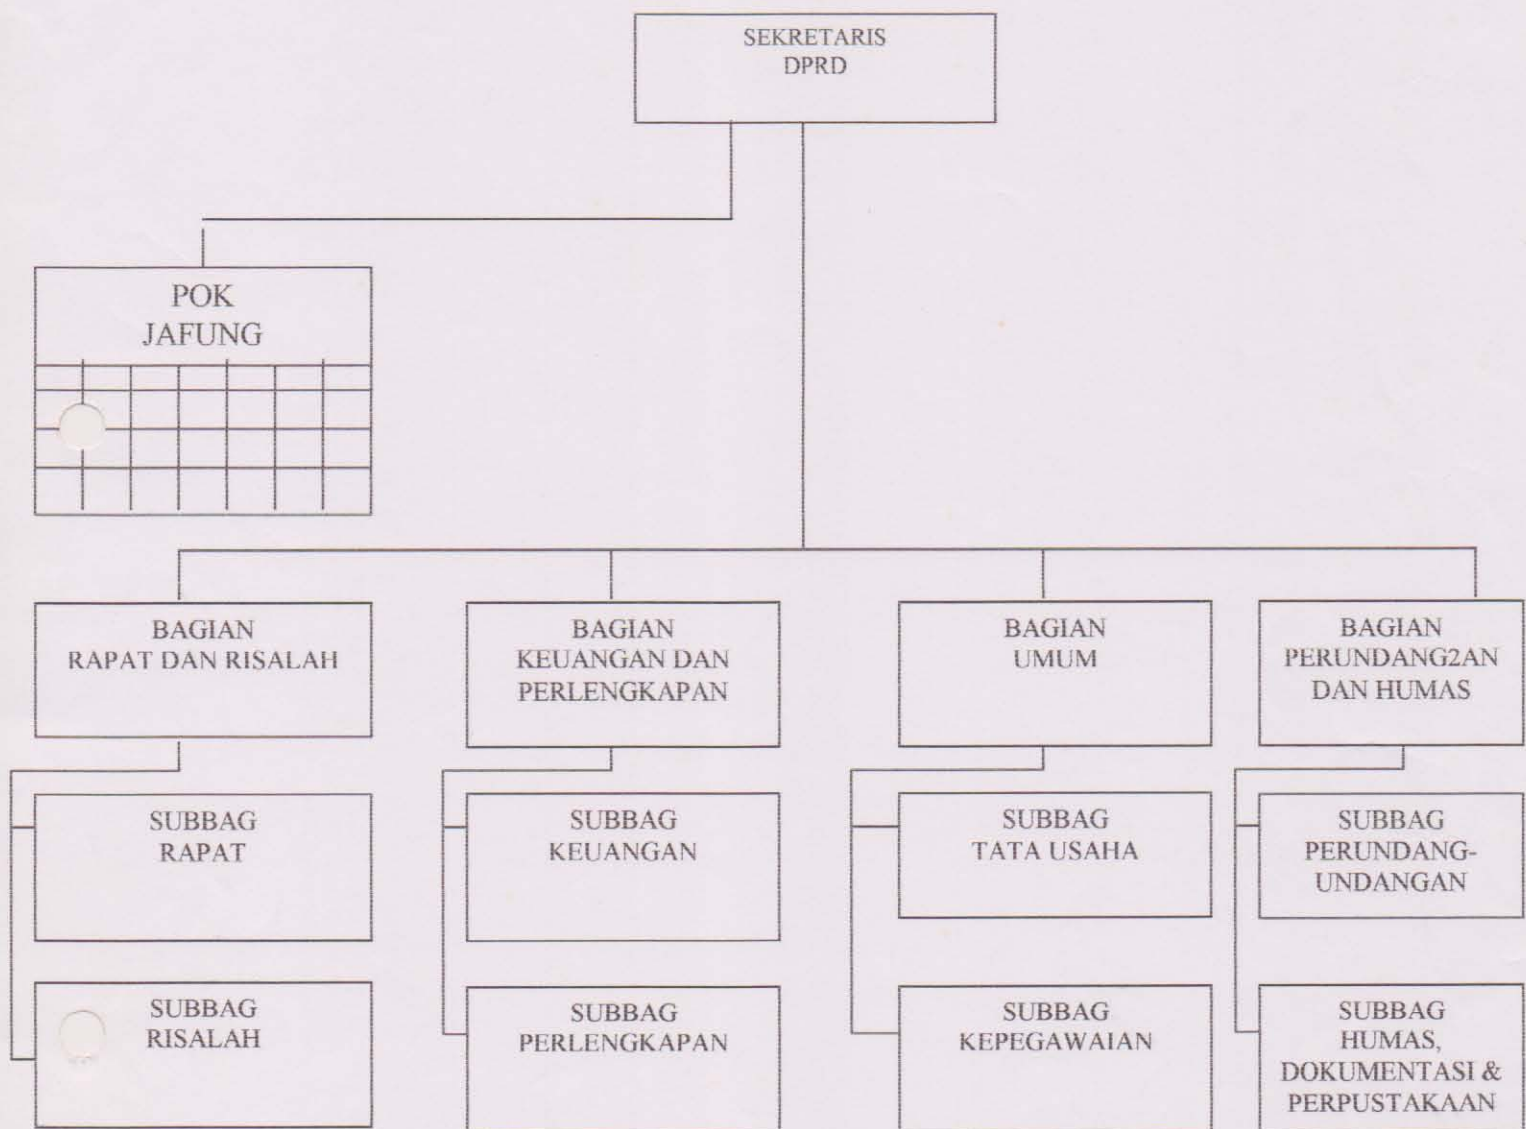 SEKRETARIS
DPRD
POK
JAFUNG
BAGIAN
RAPAT DAN RISALAH
BAGIAN
KEUANGAN DAN
PERLENGKAPAN
BAGIAN
UMUM
BAGIAN
PERUNDANG2AN
DAN HUMAS
SUBBAG
RAPAT
SUBBAG
KEUANGAN
SUBBAG
TATA USAHA
SUBBAG
PERUNDANG-
UNDANGAN
SUBBAG
RISALAH
SUBBAG
PERLENGKAPAN
SUBBAG
KEPEGAWAIAN
SUBBAG
HUMAS,
DOKUMENTASI &
PERPUSTAKAAN